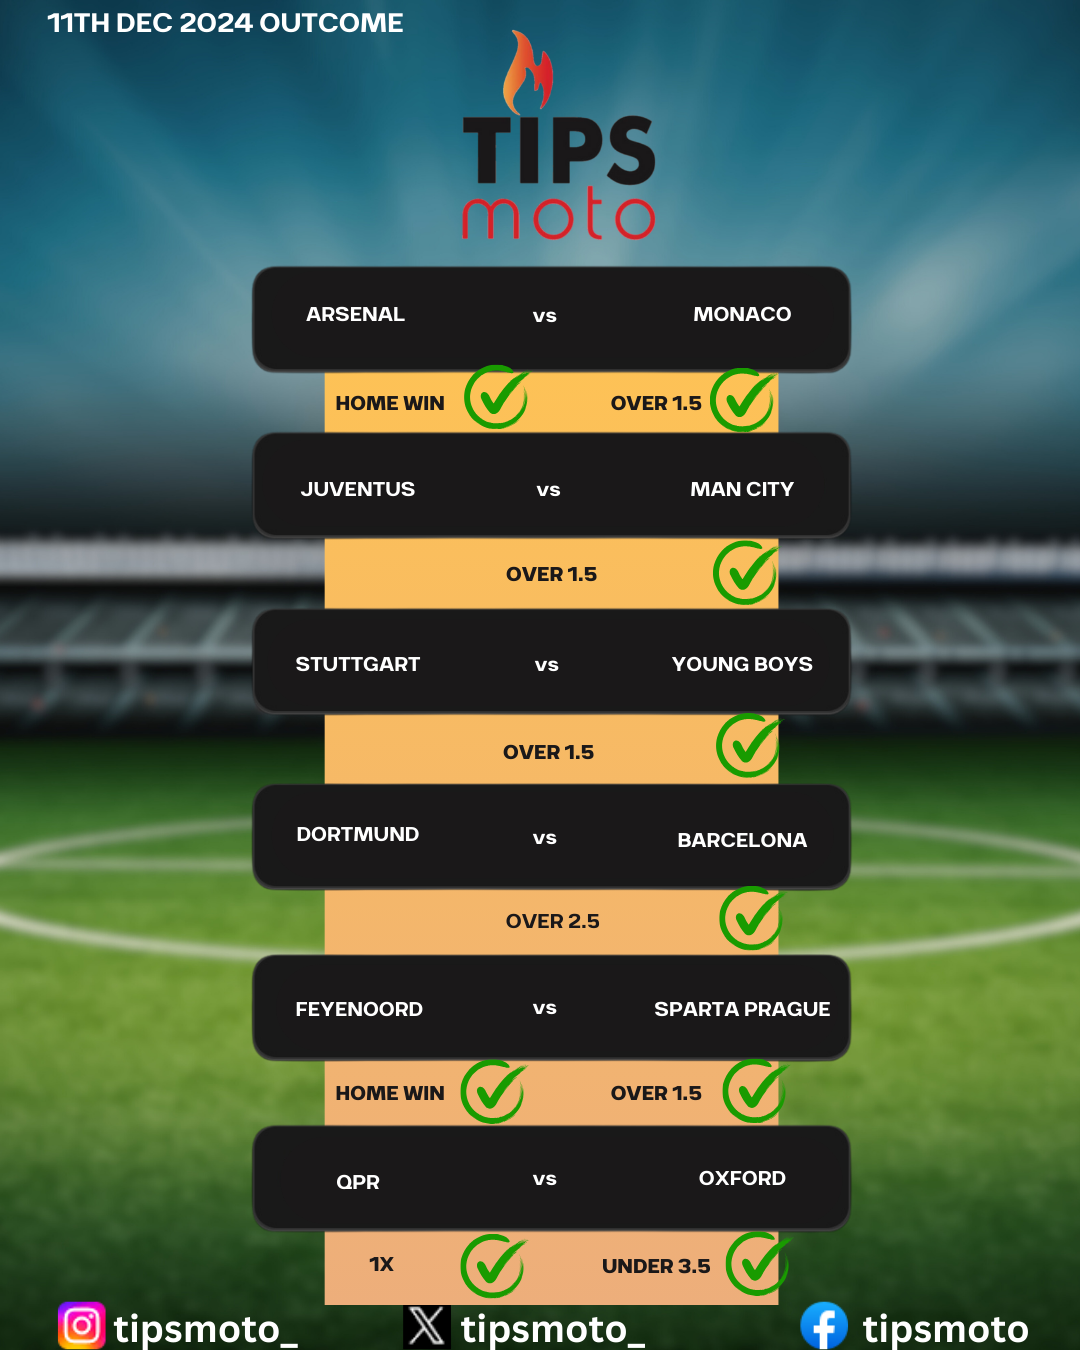 11TH DEC 2024 OUTCOME
TIPS
moto
ARSENAL vs MONACO
HOME WIN OVER 1.5
JUVENTUS vs MAN CITY
OVER 1.5
STUTTGART vs YOUNG BOYS
OVER 1.5
DORTMUND vs BARCELONA
OVER 2.5
FEYENOORD vs SPARTA PRAGUE
HOME WIN OVER 1.5
QPR vs OXFORD
1X UNDER 3.5
tipsmoto_ tipsmoto_ tipsmoto